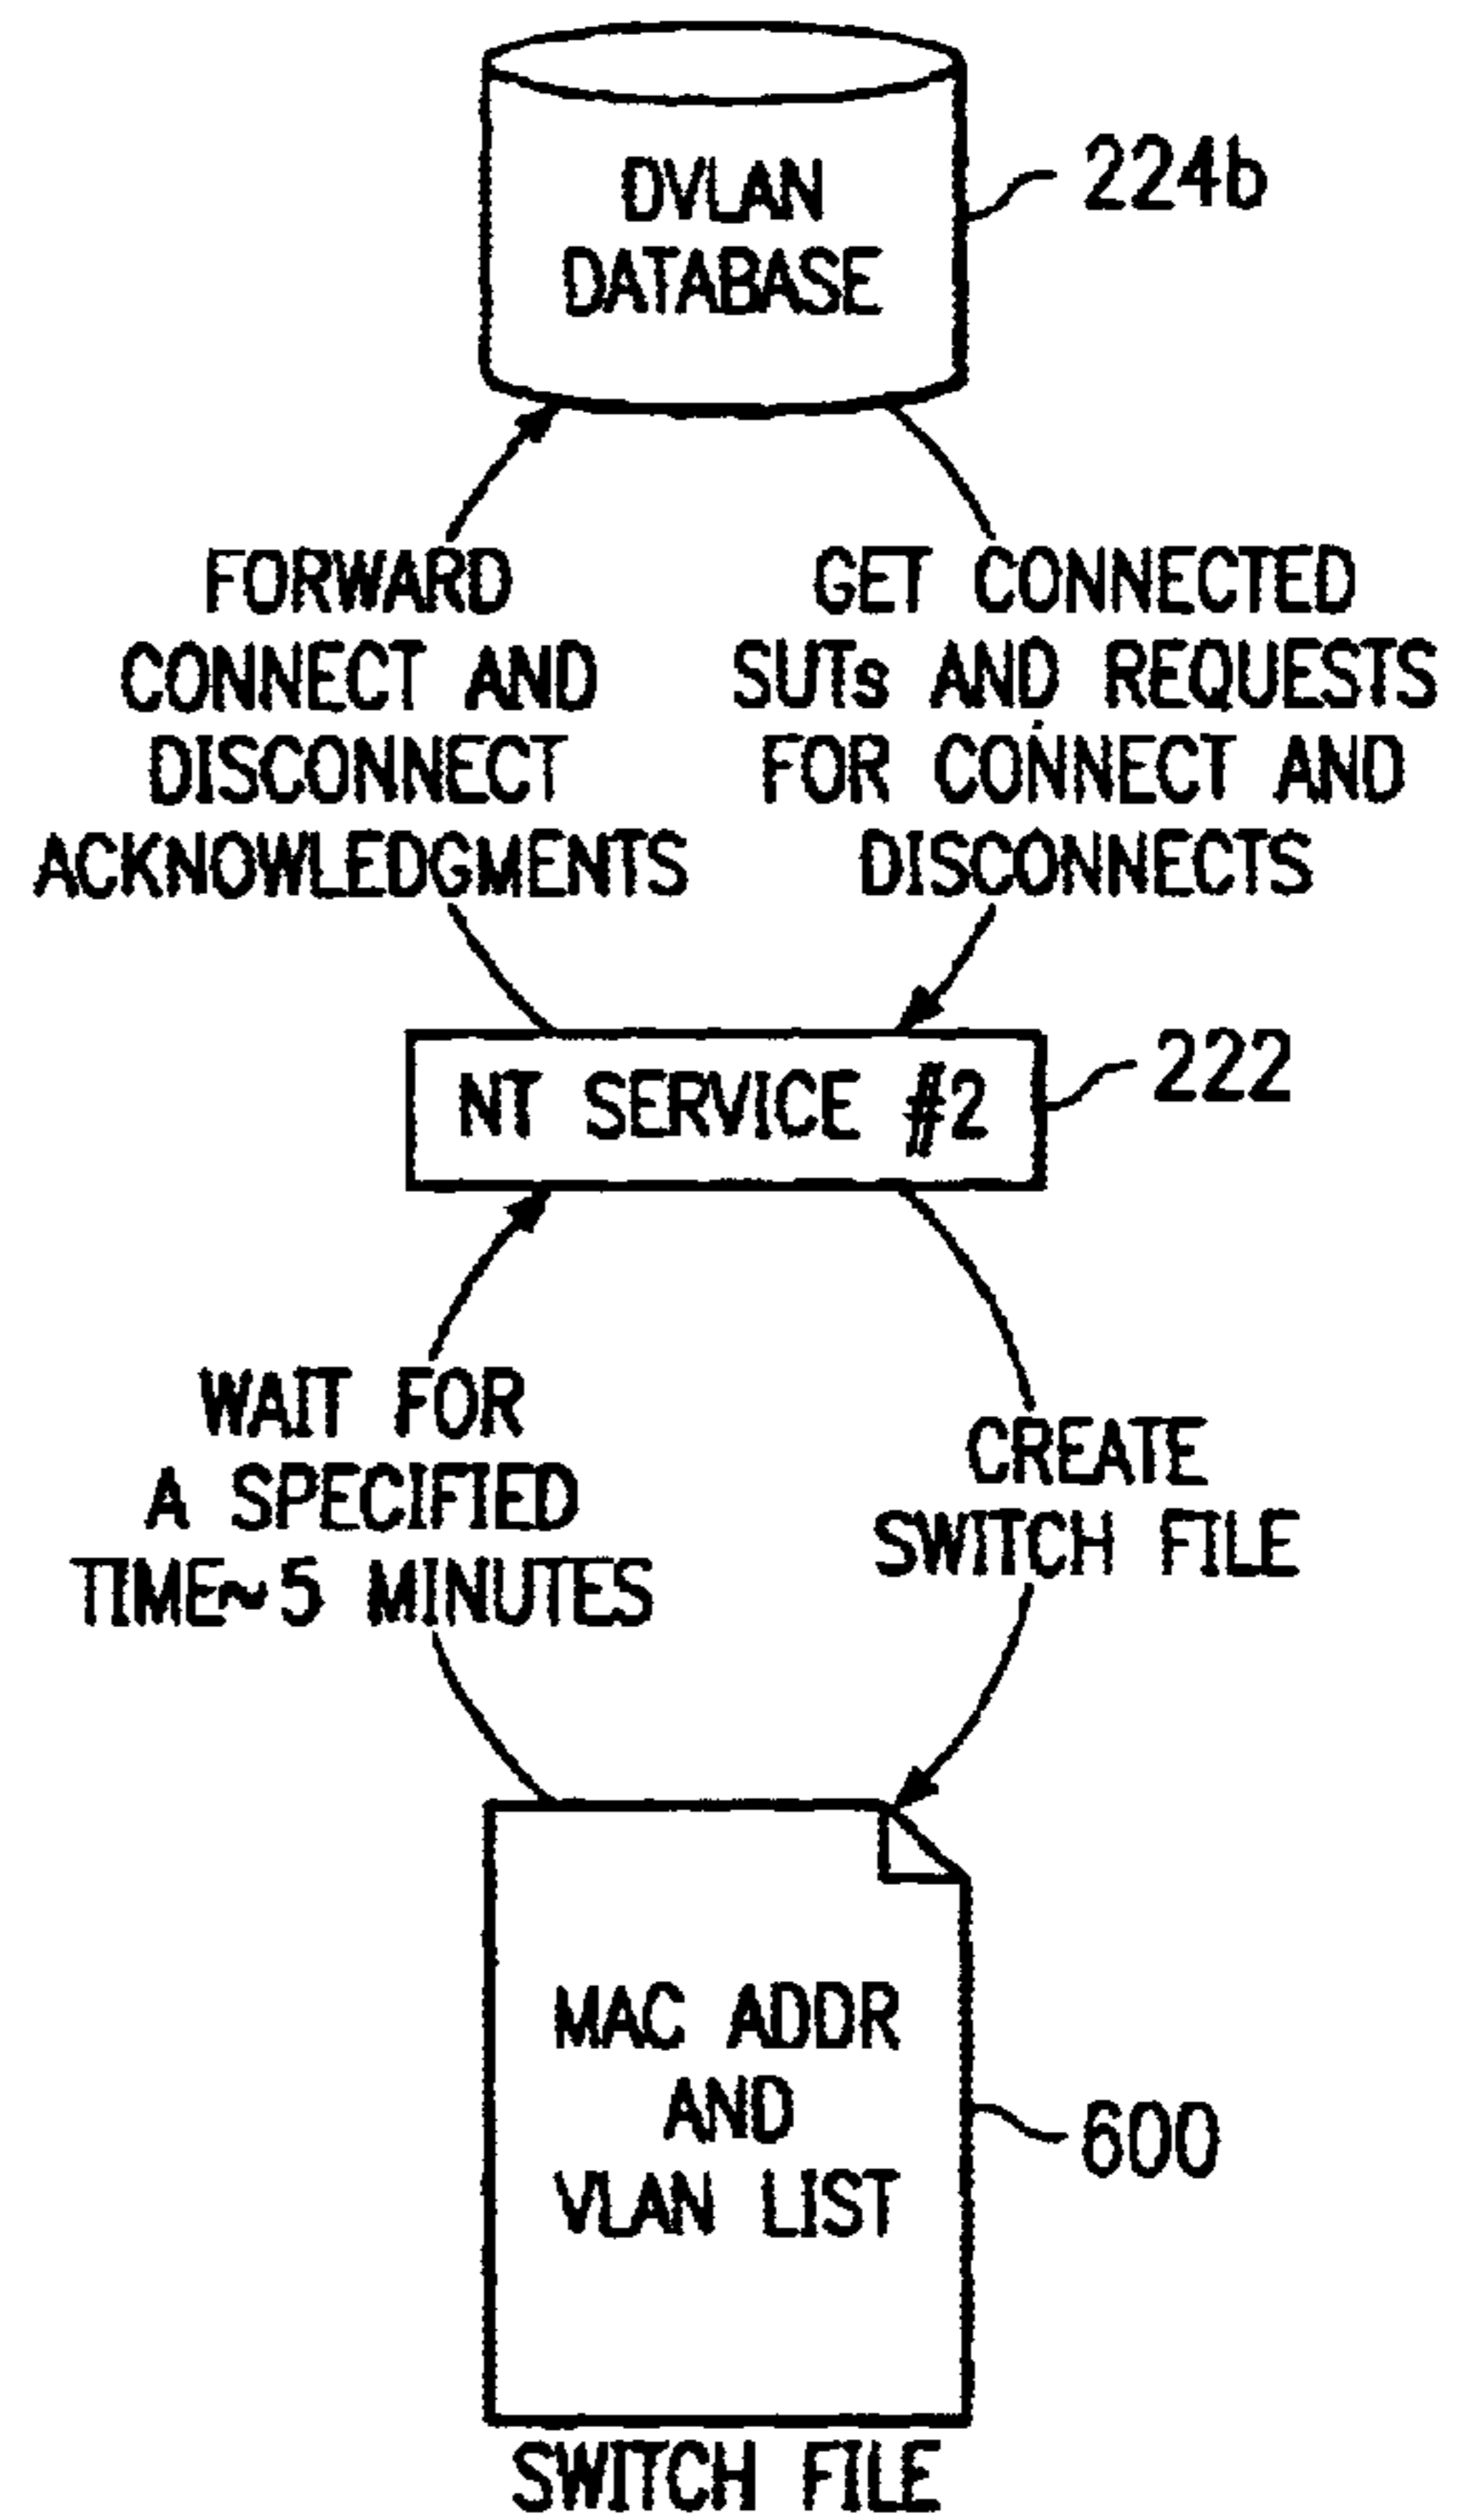 DVLAN
DATABASE
224b
FORWARD
CONNECT AND
DISCONNECT
ACKNOWLEDGMENTS
GET CONNECTED
SUTs AND REQUESTS
FOR CONNECT AND
DISCONNECTS
NT SERVICE #2
222
WAIT FOR
A SPECIFIED
TIME~5 MINUTES
CREATE
SWITCH FILE
MAC ADDR
AND
VLAN LIST
600
SWITCH FILE